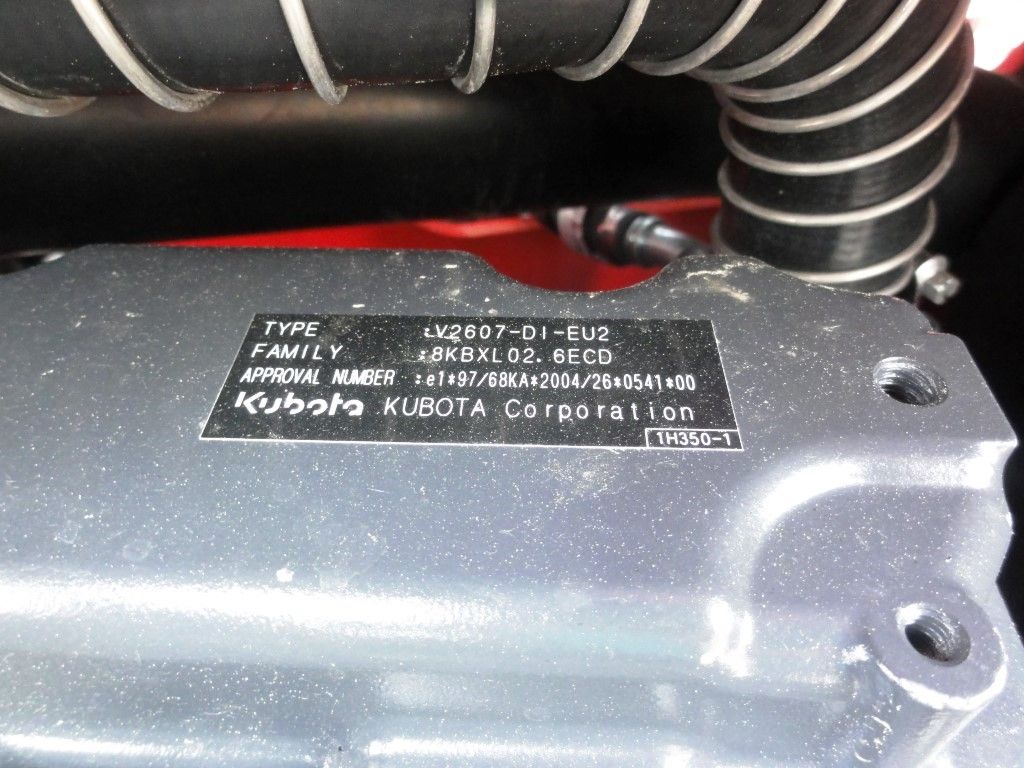 TYPE :V2607-DI-EU2
FAMILY :8KBXL02.6ECD
APPROVAL NUMBER :e1*97/68KA*2004/26*0541*00
Kubota KUBOTA Corporation
1H350-1